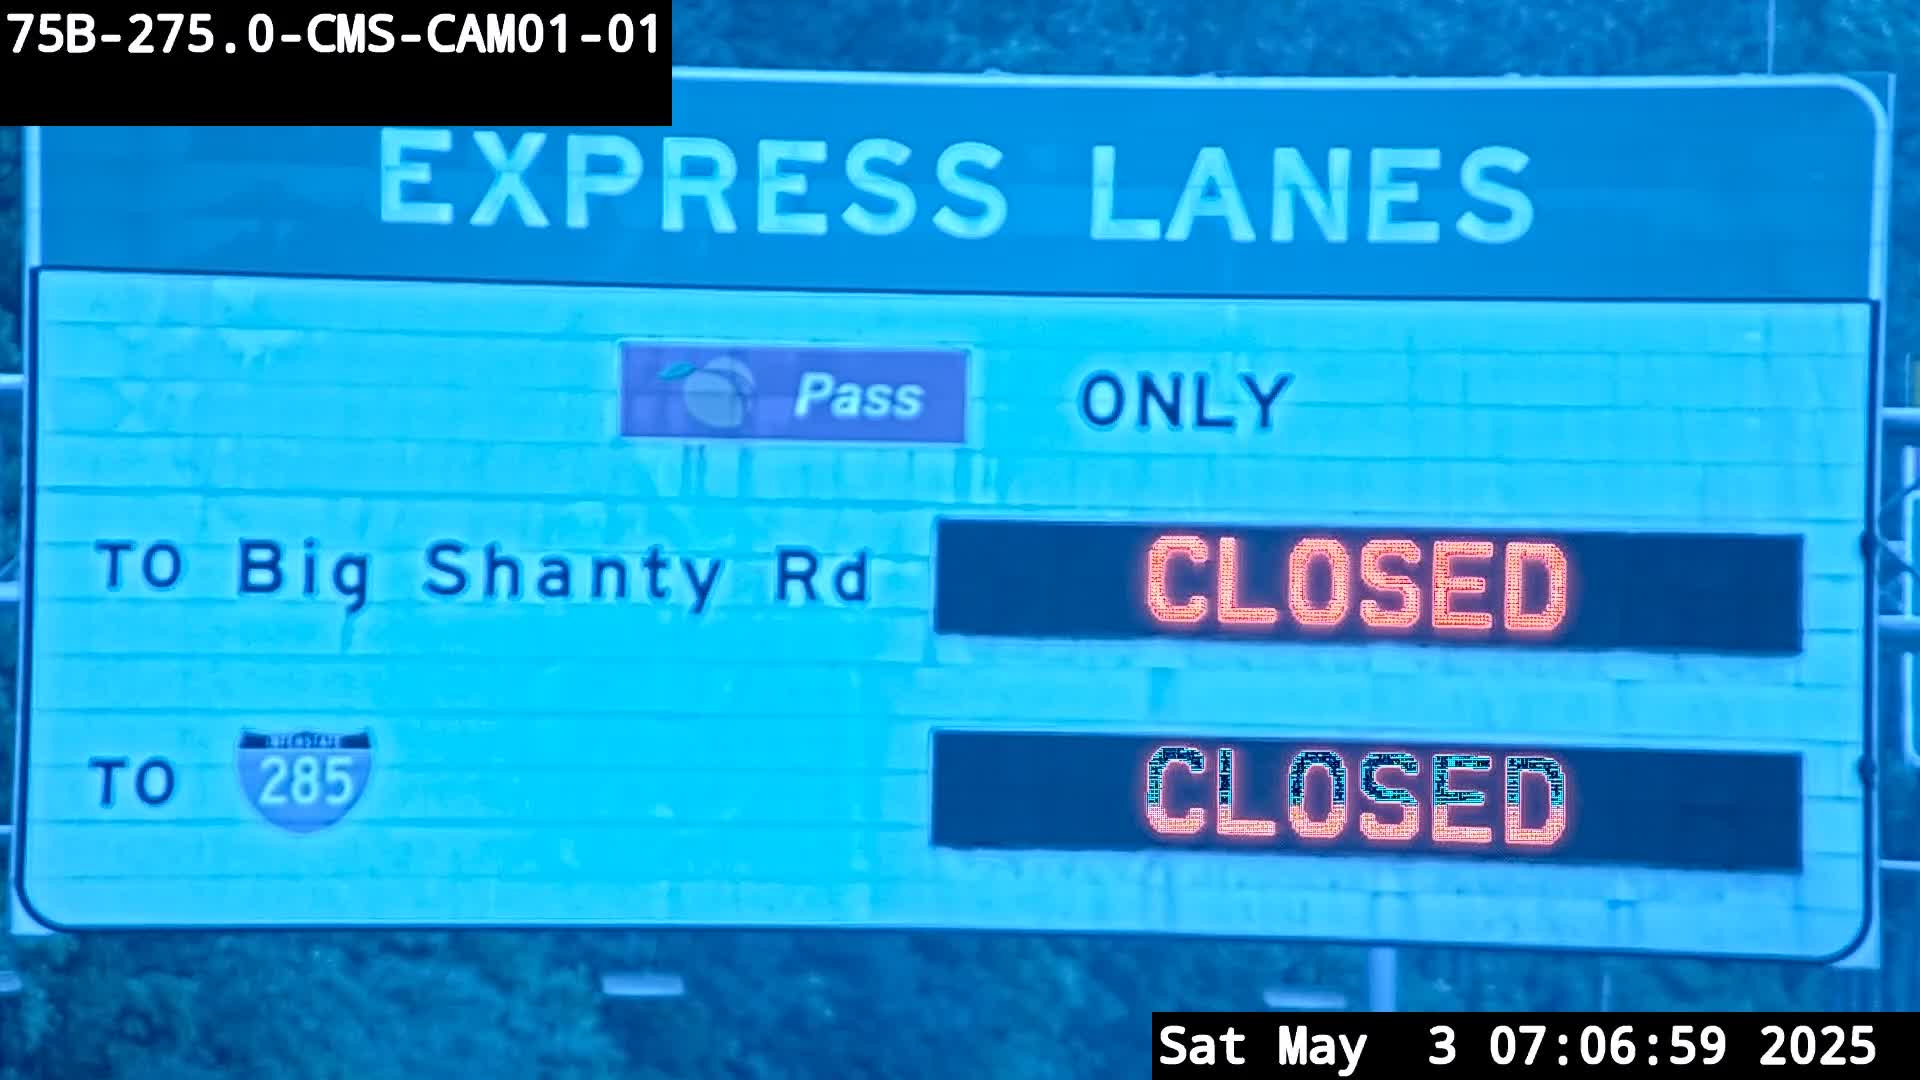 75B-275.0-CMS-CAM01-01
EXPRESS LANES
Pass ONLY
TO Big Shanty Rd CLOSED
TO 285 CLOSED
Sat May 3 07:06:59 2025